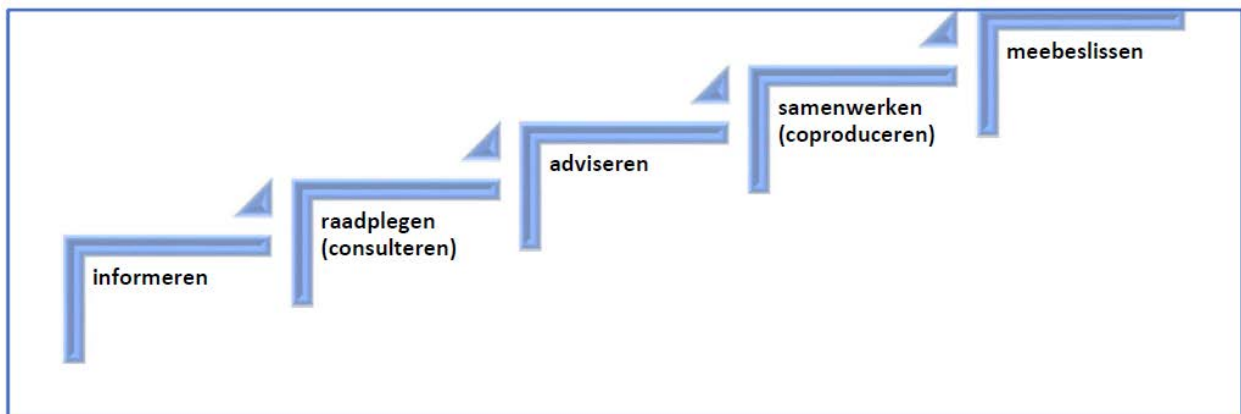 informeren
raadplegen
(consulteren)
adviseren
samenwerken
(coproduceren)
meebeslissen